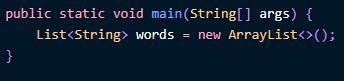 public static void main(String[] args) {
    List<String> words = new ArrayList<>();
}